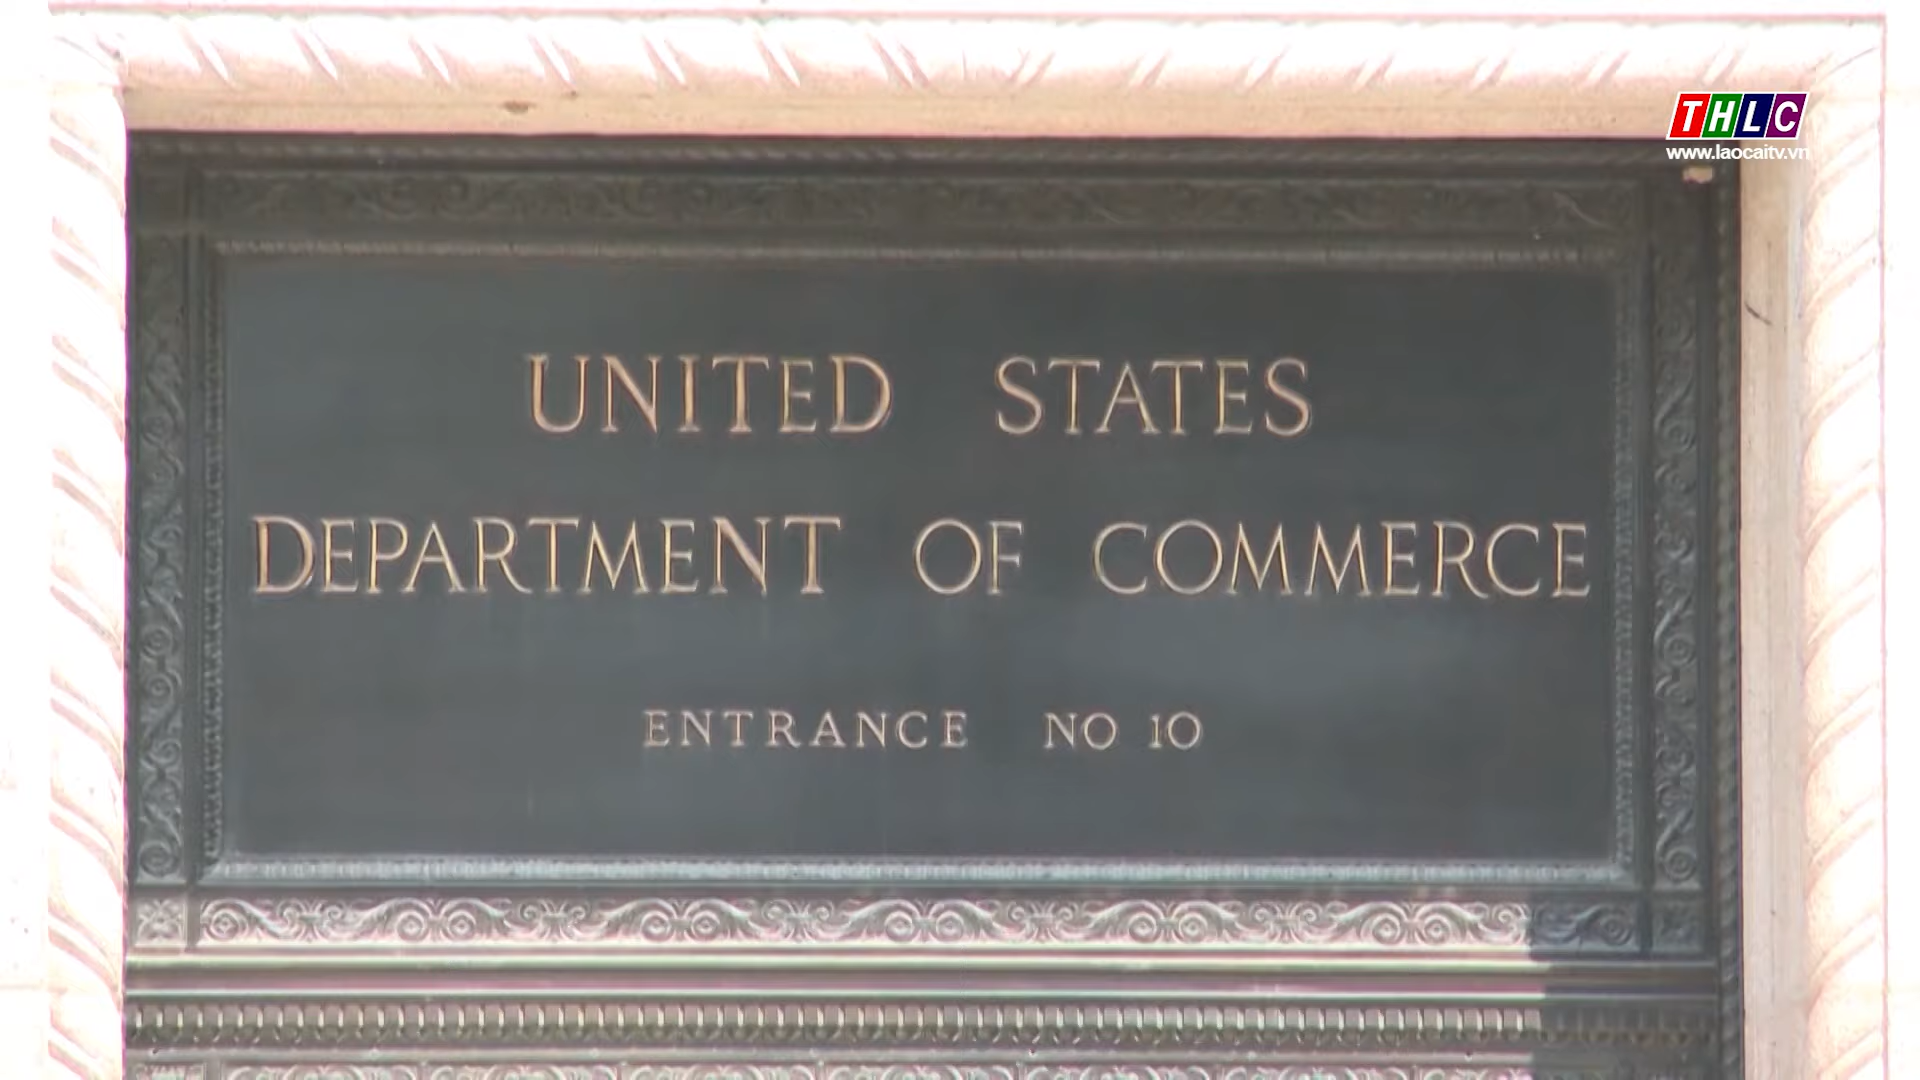 THLC
www.laocaitv.vn
UNITED STATES
DEPARTMENT OF COMMERCE
ENTRANCE NO 10